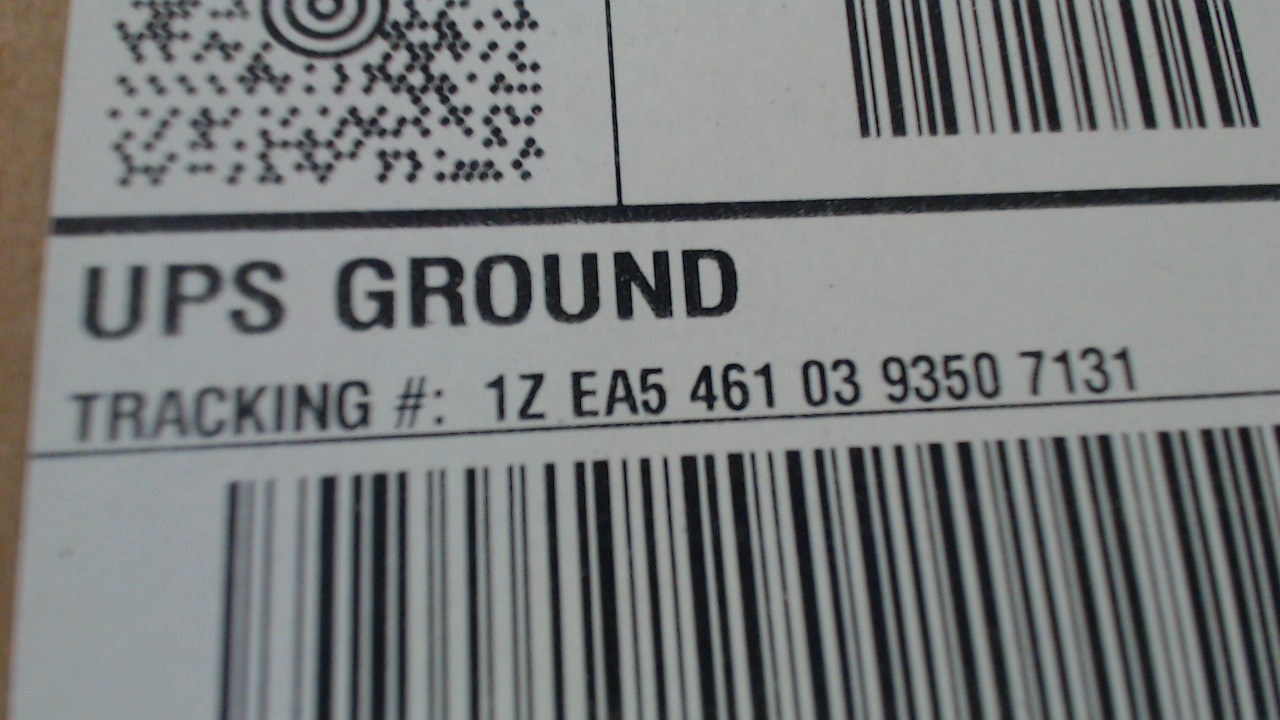 UPS GROUND
TRACKING #: 1Z EA5 461 03 9350 7131